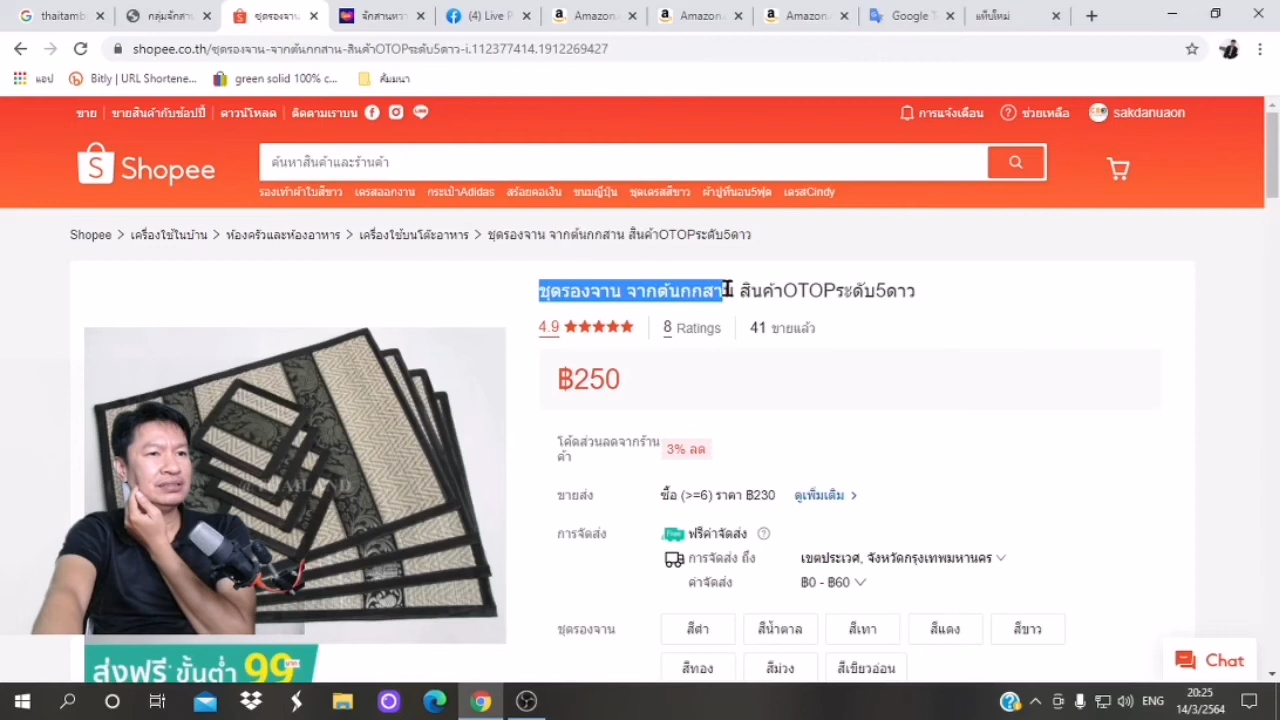 thaitamb
กลุ่มจักสาน
ชุดรองจาน
จักสานหวา
(4) Live P
Amazon
Amazon
Amazon
Google T
แท็บใหม่
shopee.co.th/ชุดรองจาน-จากต้นกกสาน-สินค้าOTOPระดับ5ดาว-i.112377414.1912269427
แอป
Bitly | URL Shortene...
green solid 100% c...
สัมมนา
ขาย
ขายสินค้ากับช้อปปี้
ดาวน์โหลด
ติดตามเราบน
การแจ้งเตือน
ช่วยเหลือ
sakdanuaon
Shopee
ค้นหาสินค้าและร้านค้า
รองเท้าผ้าใบสีขาว เดรสออกงาน กระเป๋าAdidas สร้อยคอเงิน ขนมญี่ปุ่น ชุดเดรสสีขาว ผ้าปูที่นอน5ฟุต เดรสCindy
Shopee > เครื่องใช้ในบ้าน > ห้องครัวและห้องอาหาร > เครื่องใช้บนโต๊ะอาหาร > ชุดรองจาน จากต้นกกสาน สินค้าOTOPระดับ5ดาว
ชุดรองจาน จากต้นกกสาน สินค้าOTOPระดับ5ดาว
4.9
8 Ratings
41 ขายแล้ว
฿250
โค้ดส่วนลดจากร้าน
ค้า
3% ลด
ขายส่ง
ซื้อ (>=6) ราคา ฿230
ดูเพิ่มเติม >
การจัดส่ง
Free ฟรีค่าจัดส่ง
การจัดส่ง ถึง
เขตประเวศ, จังหวัดกรุงเทพมหานคร
ค่าจัดส่ง
฿0 - ฿60
ชุดรองจาน
สีดำ
สีน้ำตาล
สีเทา
สีแดง
สีขาว
สีทอง
สีม่วง
สีเขียวอ่อน
ส่งฟรี ขั้นต่ำ 99
Chat
ENG
20:25
14/3/2564